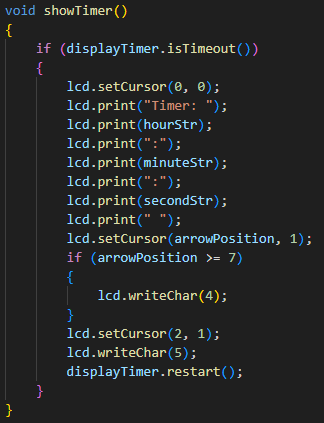 void showTimer()
{
    if (displayTimer.isTimeout())
    {
        lcd.setCursor(0, 0);
        lcd.print("Timer: ");
        lcd.print(hourStr);
        lcd.print(":");
        lcd.print(minuteStr);
        lcd.print(":");
        lcd.print(secondStr);
        lcd.print(" ");
        lcd.setCursor(arrowPosition, 1);
        if (arrowPosition >= 7)
        {
            lcd.writeChar(4);
        }
        lcd.setCursor(2, 1);
        lcd.writeChar(5);
        displayTimer.restart();
    }
}